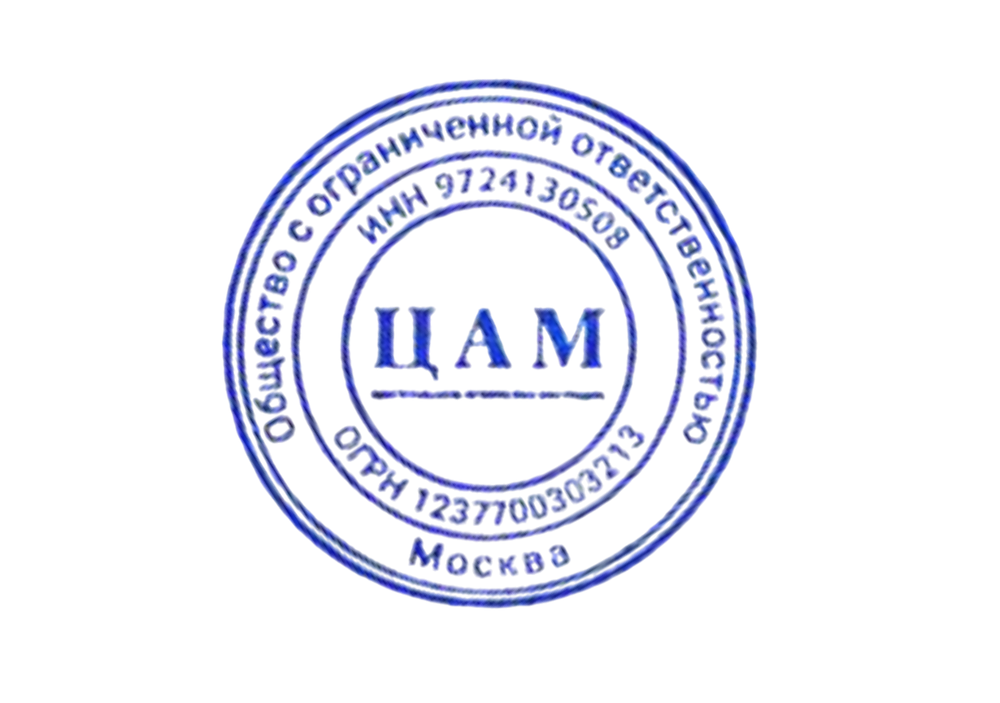 Общество с ограниченной ответственностью
ИНН 9724130508
ЦАМ
ОГРН 1237700303213
Москва